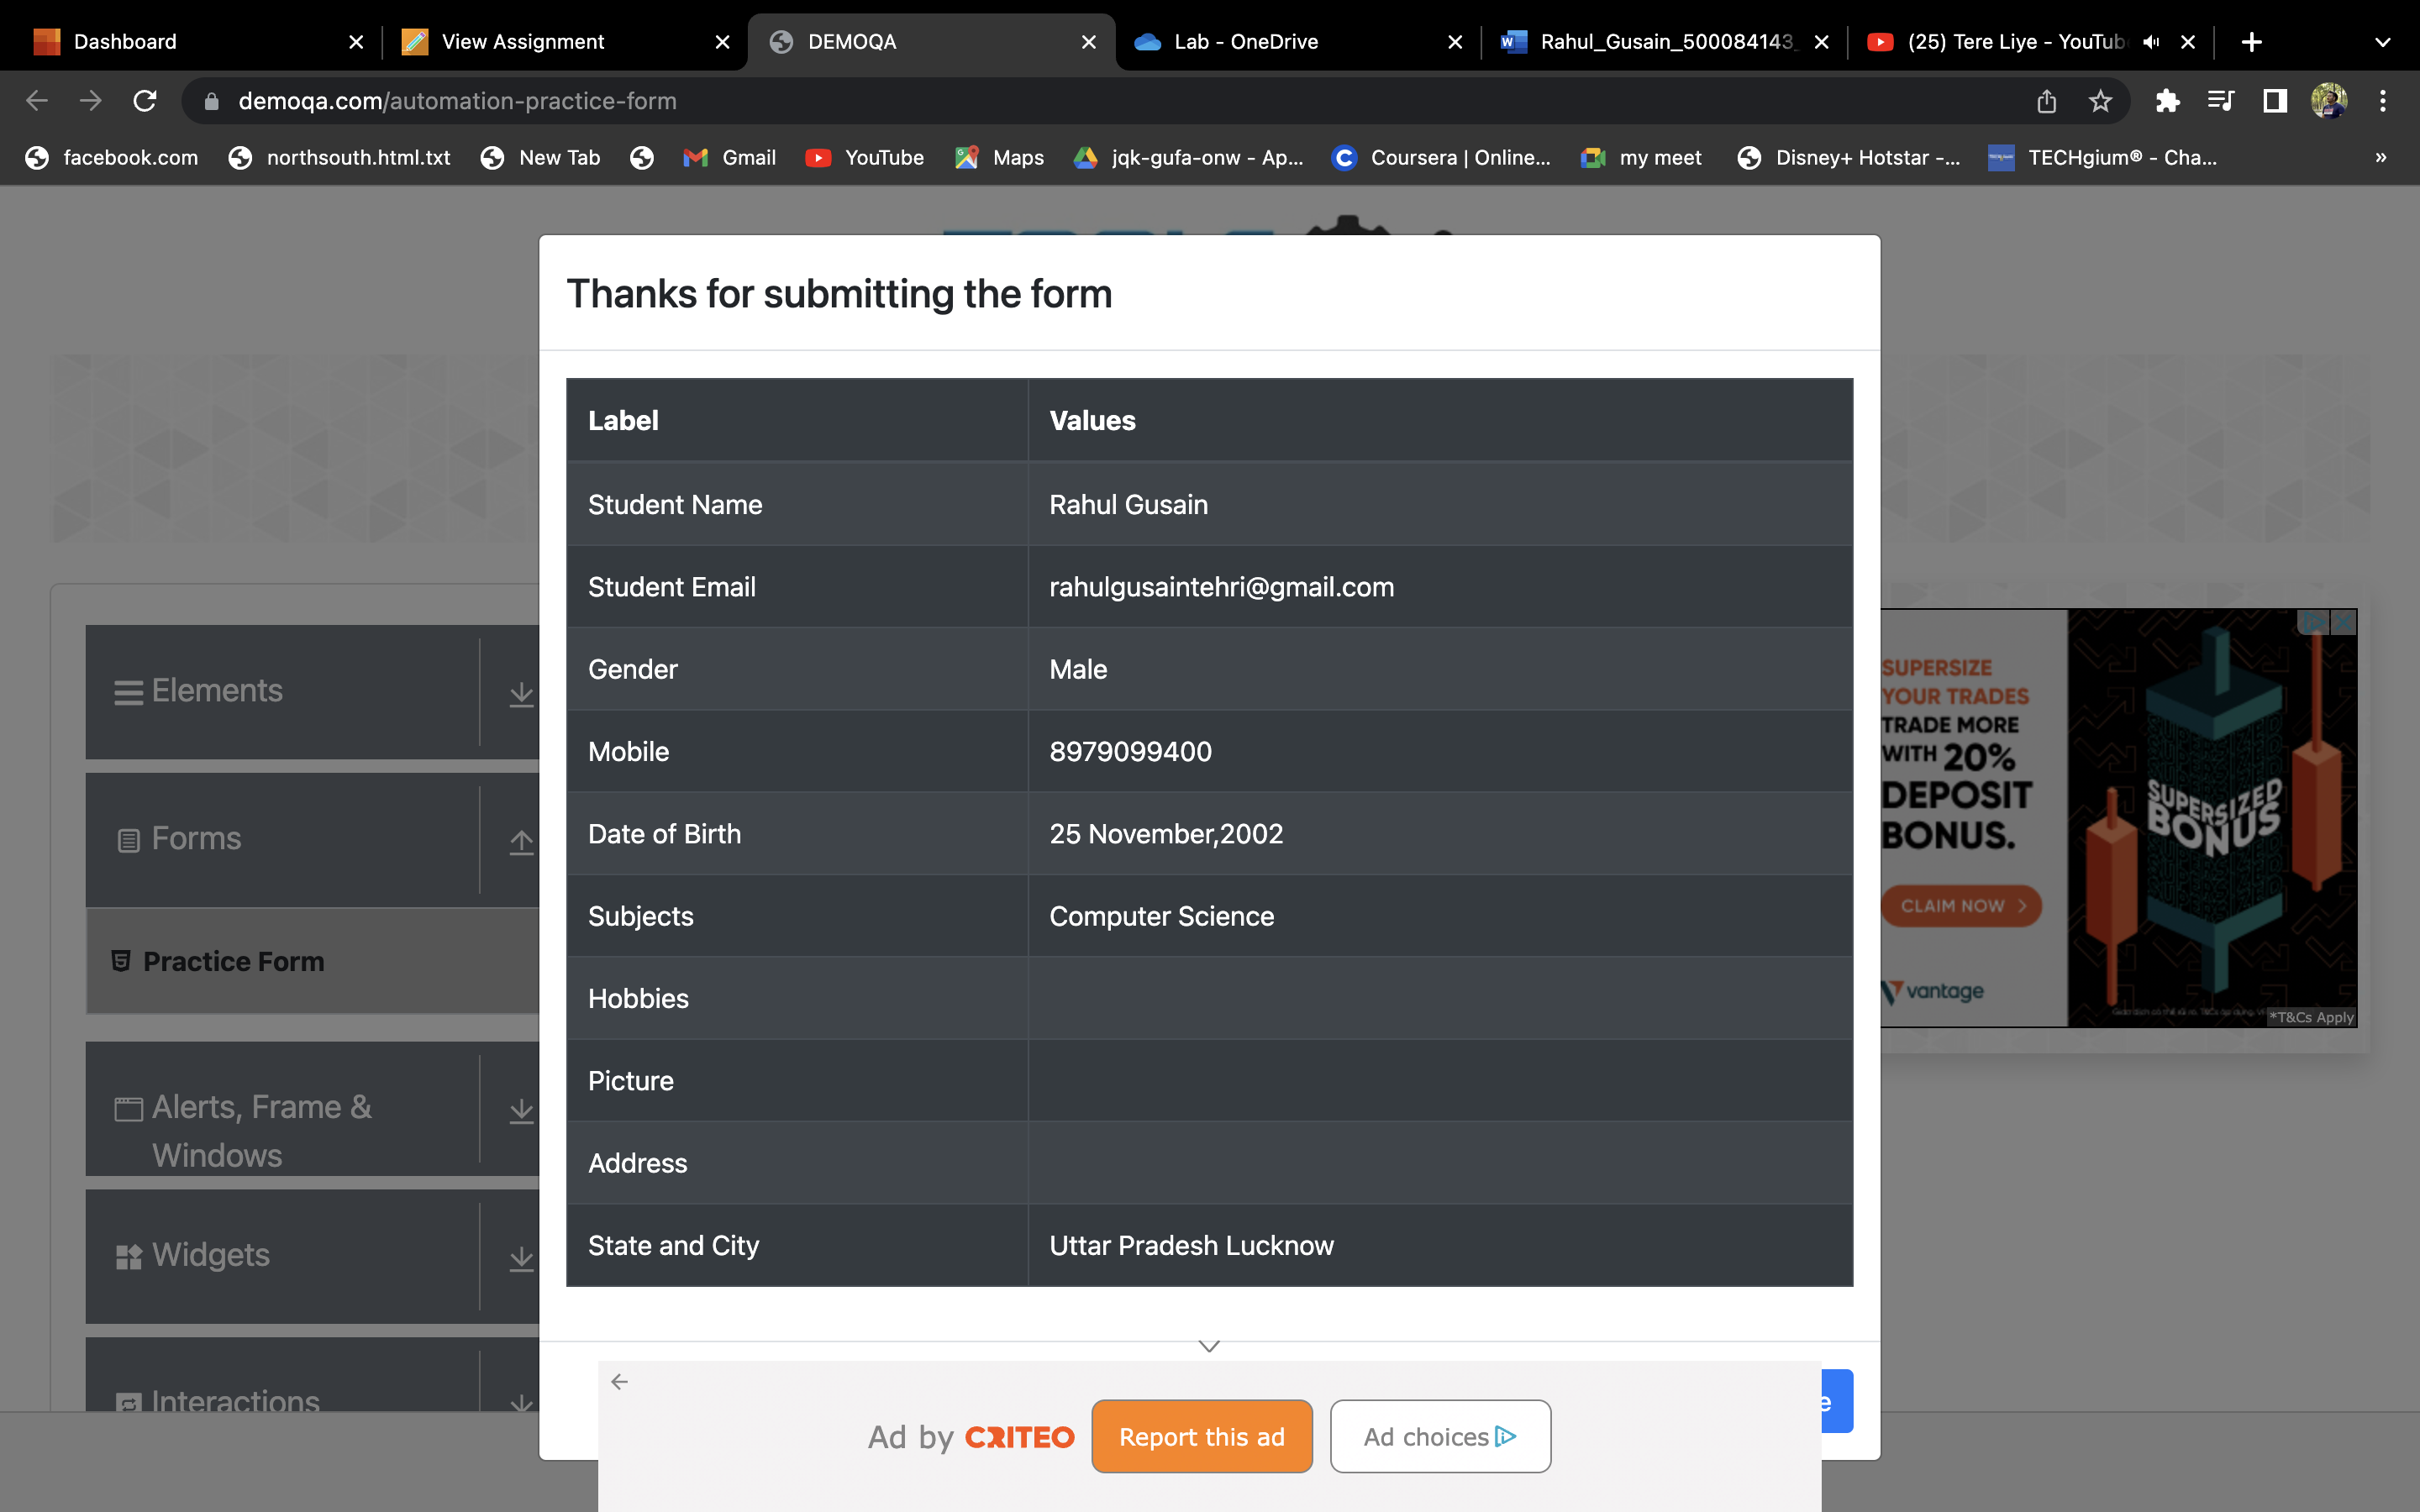 Dashboard
View Assignment
DEMOQA
Lab - OneDrive
Rahul_Gusain_500084143_
(25) Tere Liye - YouTub
demoqa.com/automation-practice-form
facebook.com
northsouth.html.txt
New Tab
Gmail
YouTube
Maps
jqk-gufa-onw - Ap...
Coursera | Online...
my meet
Disney+ Hotstar -...
TECHgium® - Cha...
»
Thanks for submitting the form
Label Values
Student Name Rahul Gusain
Student Email rahulgusaintehri@gmail.com
Gender Male
Mobile 8979099400
Date of Birth 25 November,2002
Subjects Computer Science
Hobbies
Picture
Address
State and City Uttar Pradesh Lucknow
Elements
Forms
Practice Form
Alerts, Frame &
Windows
Widgets
Interactions
SUPERSIZE
YOUR TRADES
TRADE MORE
WITH 20%
DEPOSIT
BONUS.
CLAIM NOW
vantage
SUPERSIZED
BONUS
*T&Cs Apply
Ad by CRITEO
Report this ad
Ad choices
e